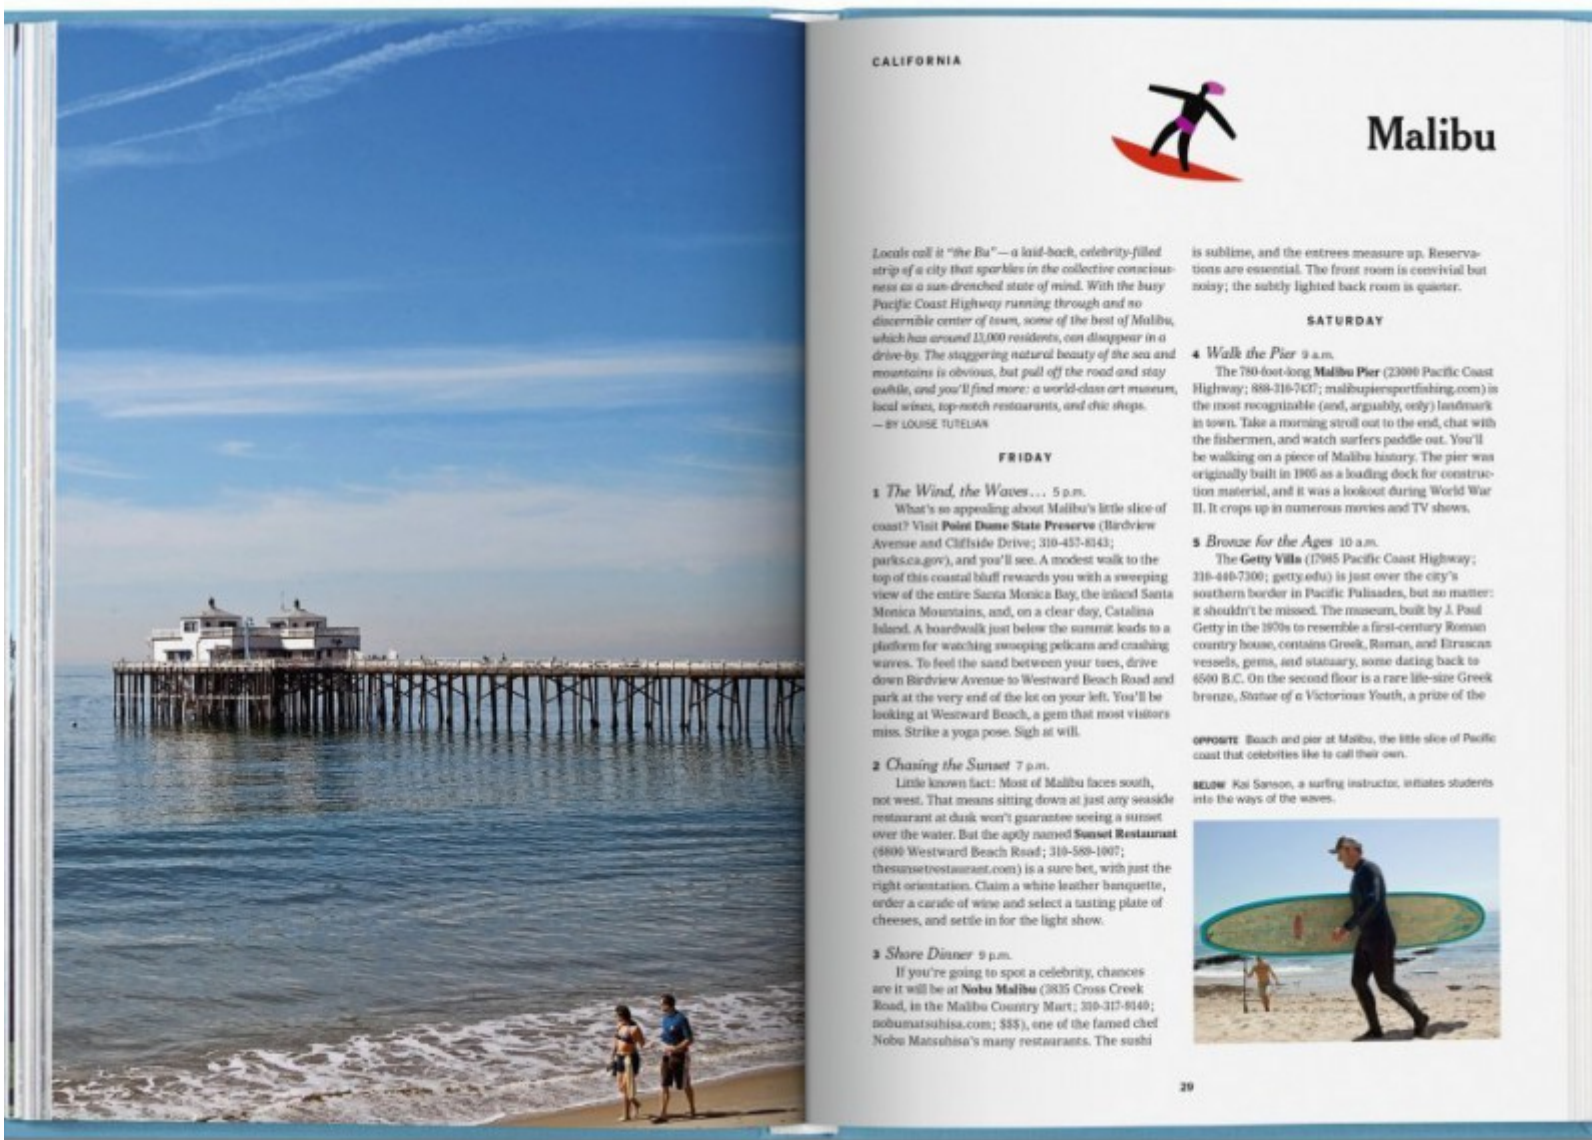 CALIFORNIA
Malibu
Locals call it "the Bu" — a laid-back, celebrity-filled
strip of a city that sparkles in the collective conscious-
ness as a sun-drenched state of mind. With the busy
Pacific Coast Highway running through and no
discernible center of town, some of the best of Malibu,
which has around 13,000 residents, can disappear in a
drive-by. The staggering natural beauty of the sea and
mountains is obvious, but pull off the road and stay
awhile, and you'll find more: a world-class art museum,
local wines, top-notch restaurants, and chic shops.
— BY LOUISE TUTELIAN
FRIDAY
1 The Wind, the Waves… 5 p.m.
What's so appealing about Malibu's little slice of
coast? Visit Point Dume State Preserve (Birdview
Avenue and Cliffside Drive; 310-457-8143;
parks.ca.gov), and you'll see. A modest walk to the
top of this coastal bluff rewards you with a sweeping
view of the entire Santa Monica Bay, the inland Santa
Monica Mountains, and, on a clear day, Catalina
Island. A boardwalk just below the summit leads to a
platform for watching swooping pelicans and crashing
waves. To feel the sand between your toes, drive
down Birdview Avenue to Westward Beach Road and
park at the very end of the lot on your left. You'll be
looking at Westward Beach, a gem that most visitors
miss. Strike a yoga pose. Sigh at will.
2 Chasing the Sunset 7 p.m.
Little known fact: Most of Malibu faces south,
not west. That means sitting down at just any seaside
restaurant at dusk won't guarantee seeing a sunset
over the water. But the aptly named Sunset Restaurant
(6800 Westward Beach Road; 310-589-1007;
thesunsetrestaurant.com) is a sure bet, with just the
right orientation. Claim a white leather banquette,
order a carafe of wine and select a tasting plate of
cheeses, and settle in for the light show.
3 Shore Dinner 9 p.m.
If you're going to spot a celebrity, chances
are it will be at Nobu Malibu (3835 Cross Creek
Road, in the Malibu Country Mart; 310-317-9140;
nobumatsuhisa.com; $$$), one of the famed chef
Nobu Matsuhisa's many restaurants. The sushi
is sublime, and the entrees measure up. Reserva-
tions are essential. The front room is convivial but
noisy; the subtly lighted back room is quieter.
SATURDAY
4 Walk the Pier 9 a.m.
The 780-foot-long Malibu Pier (23000 Pacific Coast
Highway; 888-310-7437; malibupiersportfishing.com) is
the most recognizable (and, arguably, only) landmark
in town. Take a morning stroll out to the end, chat with
the fishermen, and watch surfers paddle out. You'll
be walking on a piece of Malibu history. The pier was
originally built in 1906 as a loading dock for construc-
tion material, and it was a lookout during World War
II. It crops up in numerous movies and TV shows.
5 Bronze for the Ages 10 a.m.
The Getty Villa (17985 Pacific Coast Highway;
310-440-7300; getty.edu) is just over the city's
southern border in Pacific Palisades, but no matter:
it shouldn't be missed. The museum, built by J. Paul
Getty in the 1970s to resemble a first-century Roman
country house, contains Greek, Roman, and Etruscan
vessels, gems, and statuary, some dating back to
6500 B.C. On the second floor is a rare life-size Greek
bronze, Statue of a Victorious Youth, a prize of the
OPPOSITE Beach and pier at Malibu, the little slice of Pacific
coast that celebrities like to call their own.
BELOW Kai Sanson, a surfing instructor, initiates students
into the ways of the waves.
29